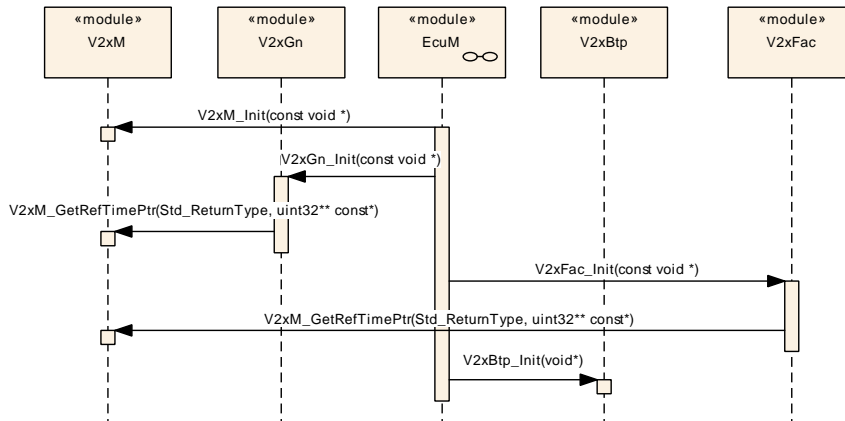 «module»
V2xM
«module»
V2xGn
«module»
EcuM
«module»
V2xBtp
«module»
V2xFac
V2xM_Init(const void *)
V2xGn_Init(const void *)
V2xM_GetRefTimePtr(Std_ReturnType, uint32** const*)
V2xFac_Init(const void *)
V2xM_GetRefTimePtr(Std_ReturnType, uint32** const*)
V2xBtp_Init(void*)